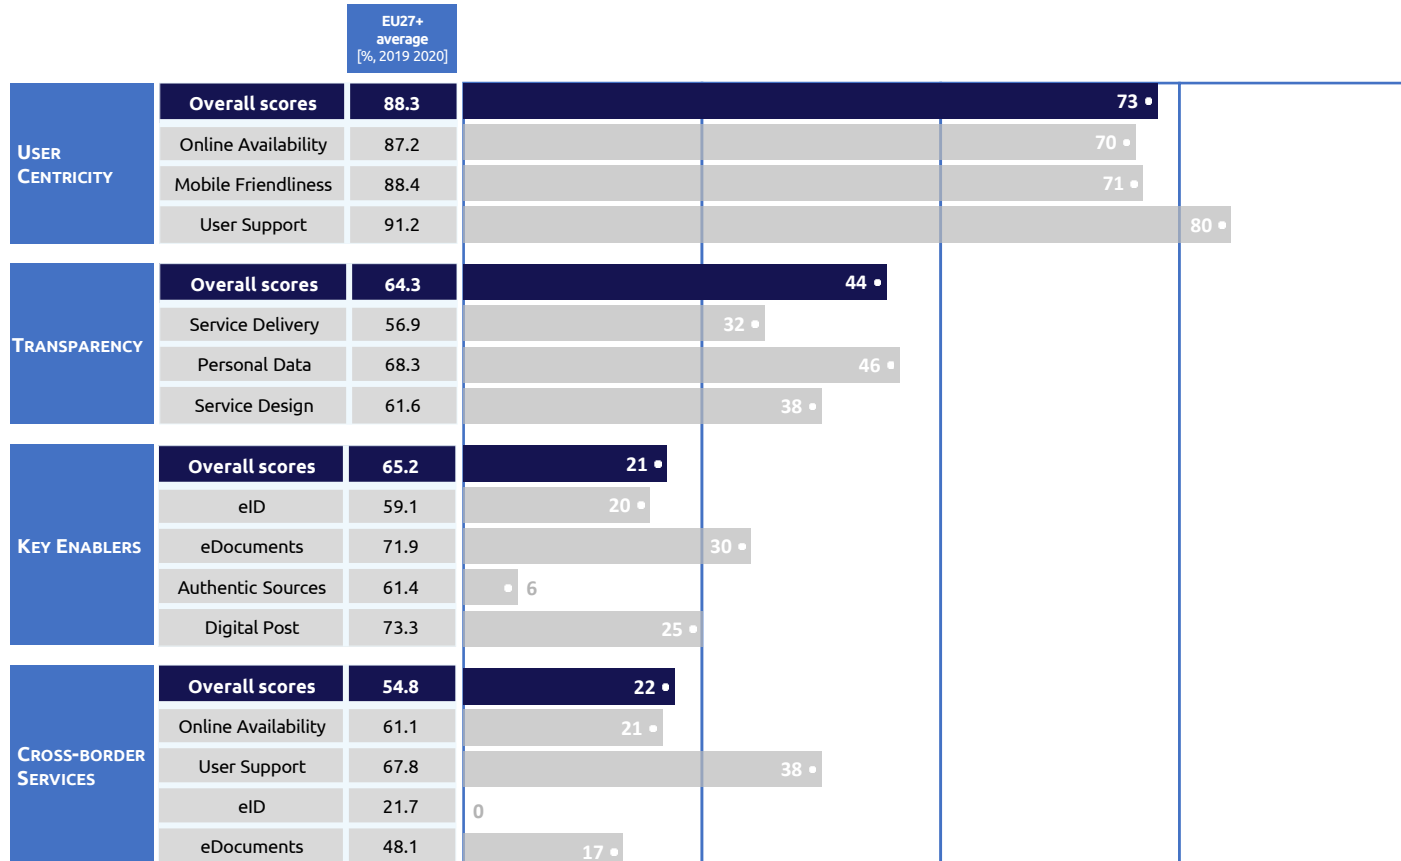 EU27+
average
[%, 2019 2020]
USER
CENTRICITY
Overall scores 88.3 73
Online Availability 87.2 70
Mobile Friendliness 88.4 71
User Support 91.2 80
TRANSPARENCY
Overall scores 64.3 44
Service Delivery 56.9 32
Personal Data 68.3 46
Service Design 61.6 38
KEY ENABLERS
Overall scores 65.2 21
eID 59.1 20
eDocuments 71.9 30
Authentic Sources 61.4 6
Digital Post 73.3 25
CROSS-BORDER
SERVICES
Overall scores 54.8 22
Online Availability 61.1 21
User Support 67.8 38
eID 21.7 0
eDocuments 48.1 17